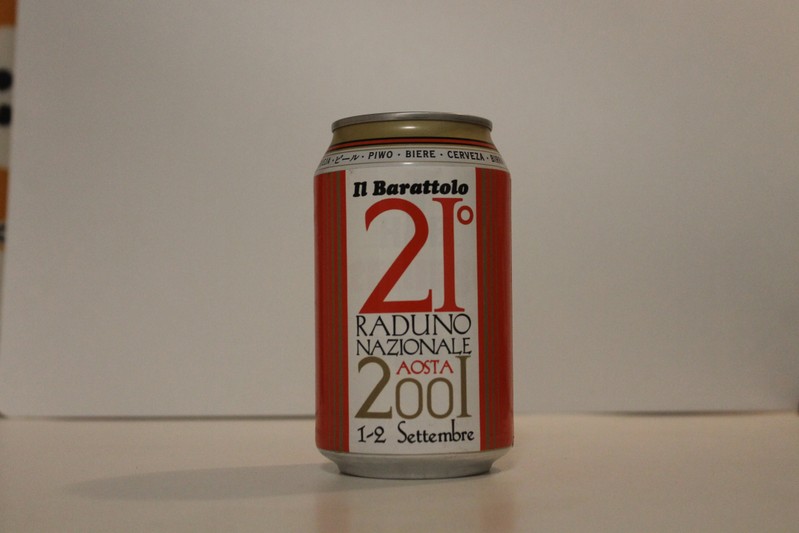 ビール · PIWO · BIERE · CERVEZA ·
Il Barattolo
21°
RADUNO
NAZIONALE
AOSTA
2001
1-2 Settembre